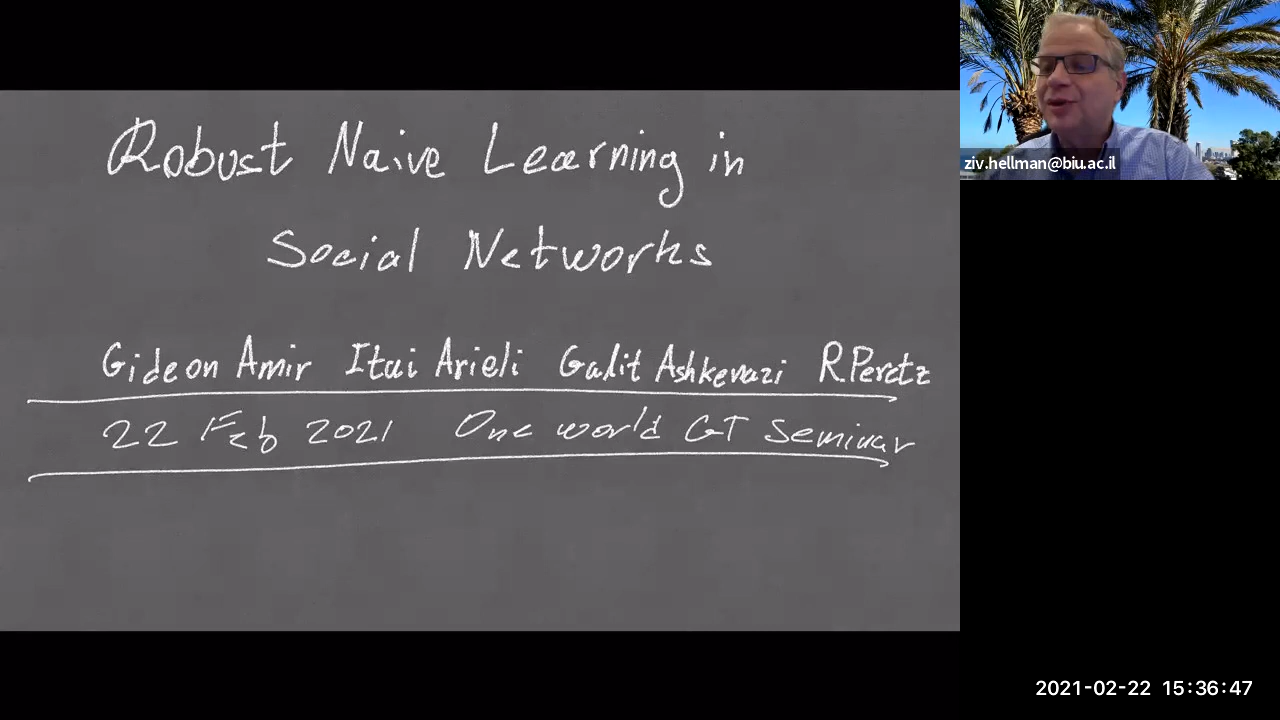 Robust Naive Learning in
Social Networks
Gideon Amir Itai Arieli Galit Ashkenazi R.Peretz
22 Feb 2021 One world GT Seminar
ziv.hellman@biu.ac.il
2021-02-22 15:36:47